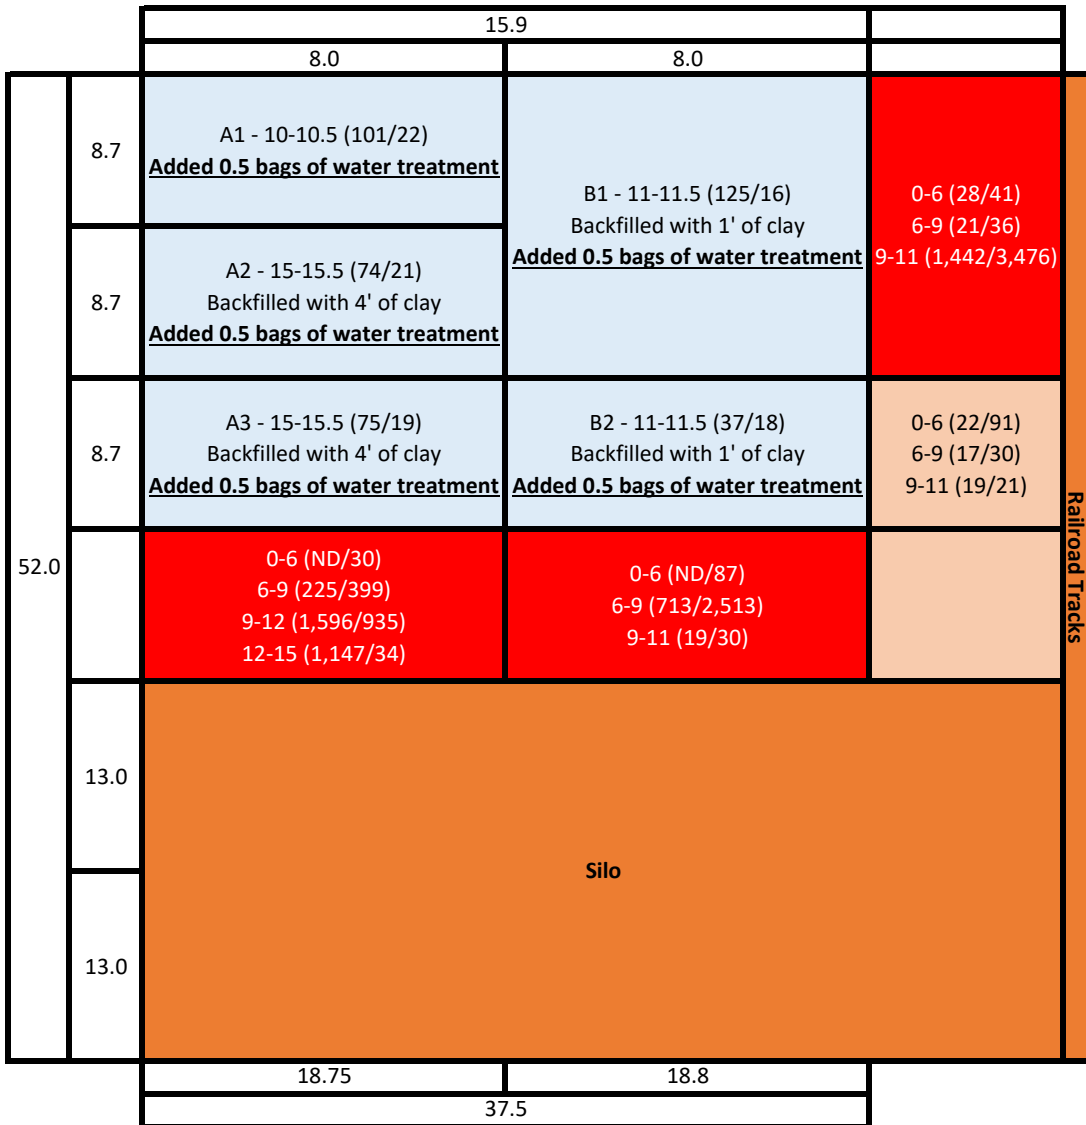 15.9
8.0
8.0
52.0
8.7
A1 - 10-10.5 (101/22)
Added 0.5 bags of water treatment
B1 - 11-11.5 (125/16)
Backfilled with 1' of clay
Added 0.5 bags of water treatment
0-6 (28/41)
6-9 (21/36)
9-11 (1,442/3,476)
8.7
A2 - 15-15.5 (74/21)
Backfilled with 4' of clay
Added 0.5 bags of water treatment
8.7
A3 - 15-15.5 (75/19)
Backfilled with 4' of clay
Added 0.5 bags of water treatment
B2 - 11-11.5 (37/18)
Backfilled with 1' of clay
Added 0.5 bags of water treatment
0-6 (22/91)
6-9 (17/30)
9-11 (19/21)
Railroad Tracks
0-6 (ND/30)
6-9 (225/399)
9-12 (1,596/935)
12-15 (1,147/34)
0-6 (ND/87)
6-9 (713/2,513)
9-11 (19/30)
13.0
Silo
13.0
18.75
18.8
37.5